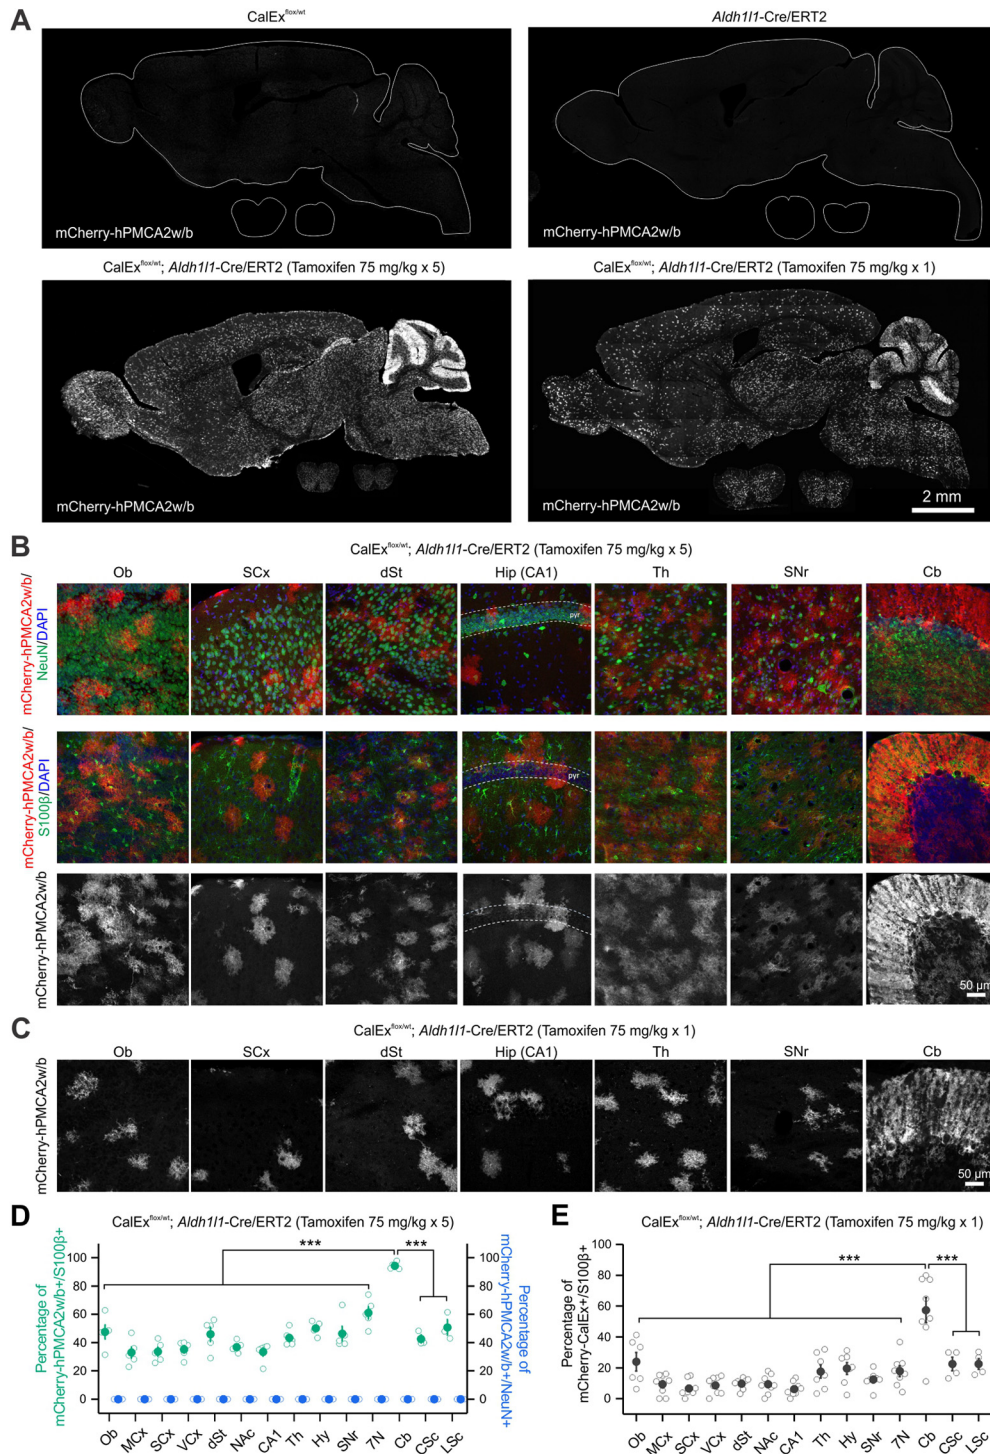 A
CalEx^flox/wt
Aldh1l1-Cre/ERT2
mCherry-hPMCA2w/b
mCherry-hPMCA2w/b
CalEx^flox/wt; Aldh1l1-Cre/ERT2 (Tamoxifen 75 mg/kg x 5)
CalEx^flox/wt; Aldh1l1-Cre/ERT2 (Tamoxifen 75 mg/kg x 1)
mCherry-hPMCA2w/b
mCherry-hPMCA2w/b
2 mm
B
CalEx^flox/wt; Aldh1l1-Cre/ERT2 (Tamoxifen 75 mg/kg x 5)
Ob SCx dSt Hip (CA1) Th SNr Cb
mCherry-hPMCA2w/b/
NeuN/DAPI
pyr
mCherry-hPMCA2w/b/
S100β/DAPI
pyr
mCherry-hPMCA2w/b
50 µm
C
CalEx^flox/wt; Aldh1l1-Cre/ERT2 (Tamoxifen 75 mg/kg x 1)
Ob SCx dSt Hip (CA1) Th SNr Cb
mCherry-hPMCA2w/b
50 µm
D
CalEx^flox/wt; Aldh1l1-Cre/ERT2 (Tamoxifen 75 mg/kg x 5)
Percentage of
mCherry-hPMCA2w/b+/S100β+
100
80
60
40
20
0
*** ***
100
80
60
40
20
0
Percentage of
mCherry-hPMCA2w/b+/NeuN+
Ob MCx SCx VCx dSt NAc CA1 Th Hy SNr 7N Cb CSc LSc
E
CalEx^flox/wt; Aldh1l1-Cre/ERT2 (Tamoxifen 75 mg/kg x 1)
Percentage of
mCherry-CalEx+/S100β+
100
80
60
40
20
0
*** ***
Ob MCx SCx VCx dSt NAc CA1 Th Hy SNr 7N Cb CSc LSc